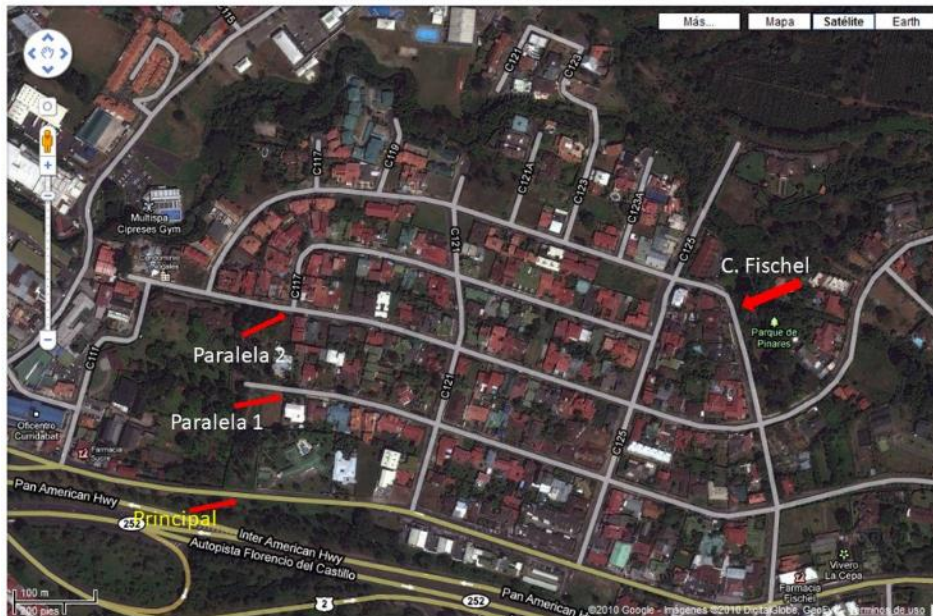 Más...
Mapa
Satélite
Earth
C115
C121
C123
C117
C119
C121A
C123
C123A
C125
Multispa
Cipreses Gym
C121
C. Fischel
C117
Parque de
Pinares
Paralela 2
C117
C121
Paralela 1
C125
Oficentro
Curridabat
Farmacia
Pan American Hwy
Principal
252
Inter American Hwy
Autopista Florencio del Castillo
Vivero
La Cepa
Farmacia
Fischel
100 m
200 pies
2
252
Pan American H
©2010 Google - Imágenes ©2010 DigitalGlobe, GeoEye, Términos de uso